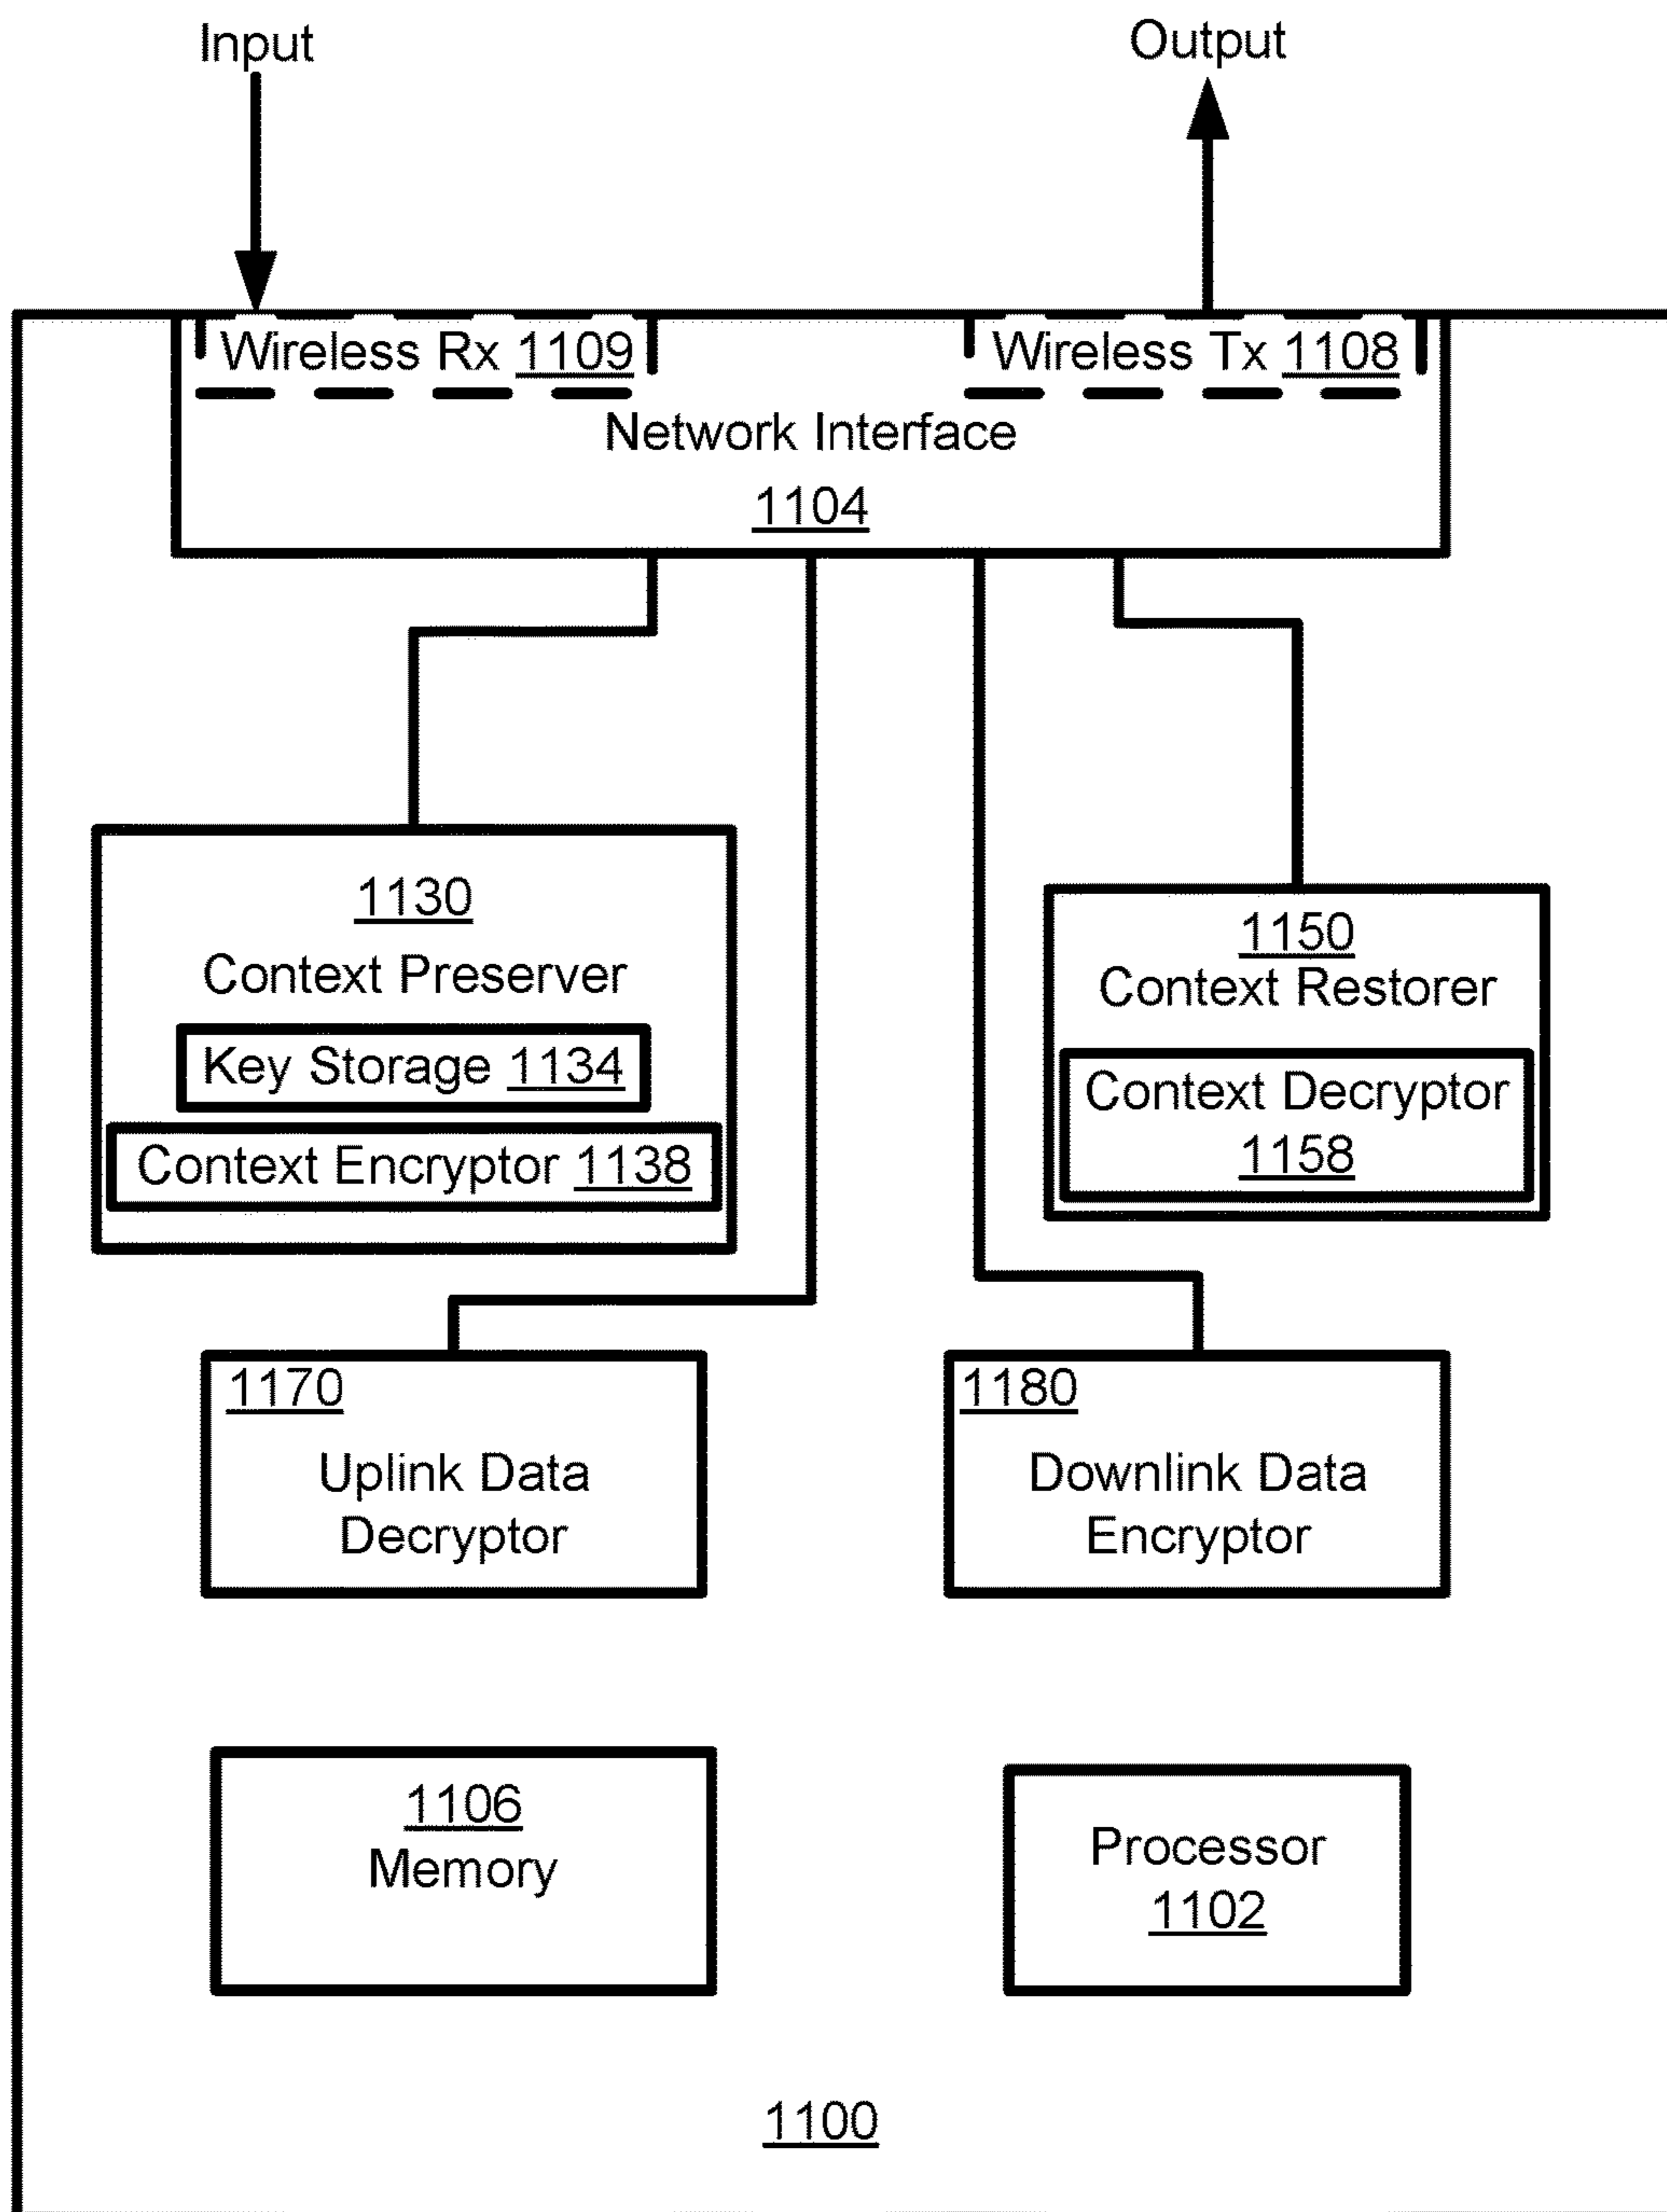 Input
Output
Wireless Rx 1109
Wireless Tx 1108
Network Interface
1104
1130
Context Preserver
Key Storage 1134
Context Encryptor 1138
1150
Context Restorer
Context Decryptor
1158
1170
Uplink Data
Decryptor
1180
Downlink Data
Encryptor
1106
Memory
Processor
1102
1100